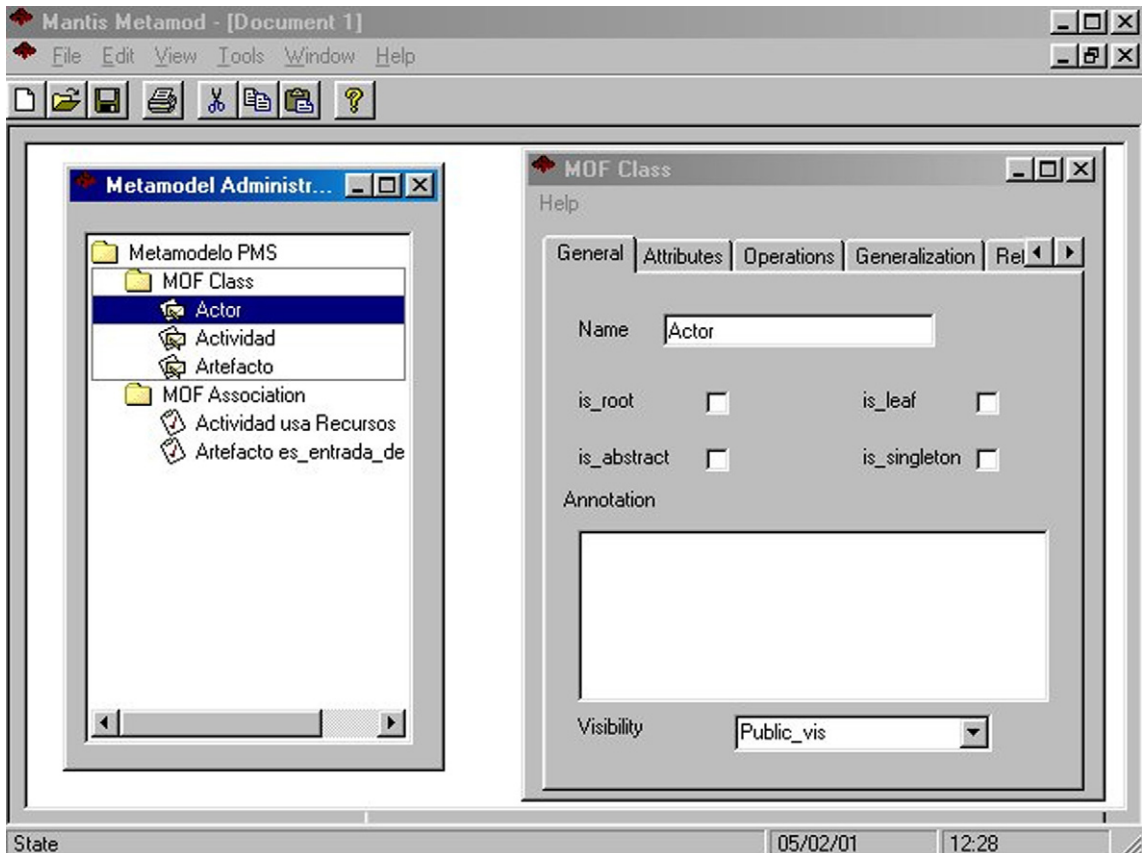 Mantis Metamod - [Document 1]
File Edit View Tools Window Help
Metamodel Administr...
Metamodelo PMS
MOF Class
Actor
Actividad
Artefacto
MOF Association
Actividad usa Recursos
Artefacto es_entrada_de
MOF Class
Help
General Attributes Operations Generalization Rel
Name Actor
is_root is_leaf
is_abstract is_singleton
Annotation
Visibility Public_vis
State 05/02/01 12:28